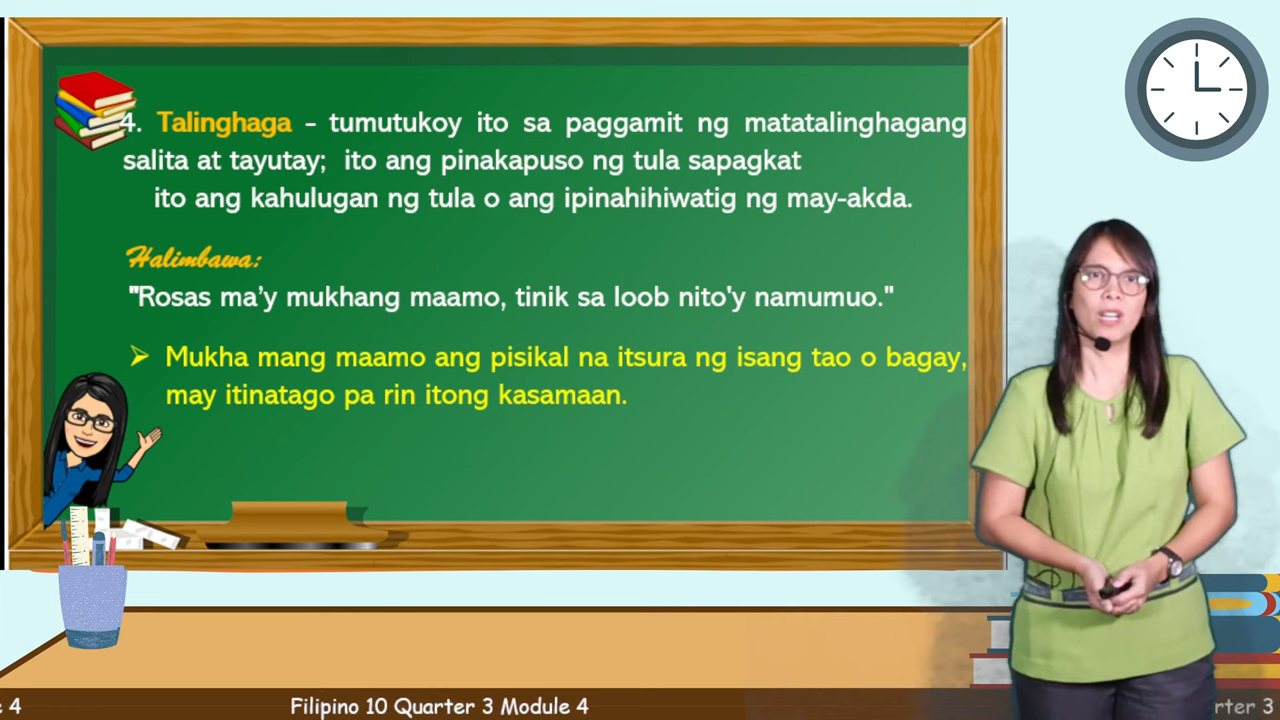 4. Talinghaga - tumutukoy ito sa paggamit ng matatalinghagang
salita at tayutay; ito ang pinakapuso ng tula sapagkat
ito ang kahulugan ng tula o ang ipinahihiwatig ng may-akda.
Halimbawa:
"Rosas ma'y mukhang maamo, tinik sa loob nito'y namumuo."
➢ Mukha mang maamo ang pisikal na itsura ng isang tao o bagay,
may itinatago pa rin itong kasamaan.
4 Filipino 10 Quarter 3 Module 4 rter 3